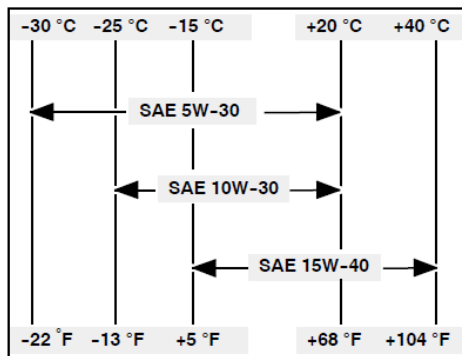 -30 °C -25 °C -15 °C +20 °C +40 °C
SAE 5W-30
SAE 10W-30
SAE 15W-40
-22 °F -13 °F +5 °F +68 °F +104 °F